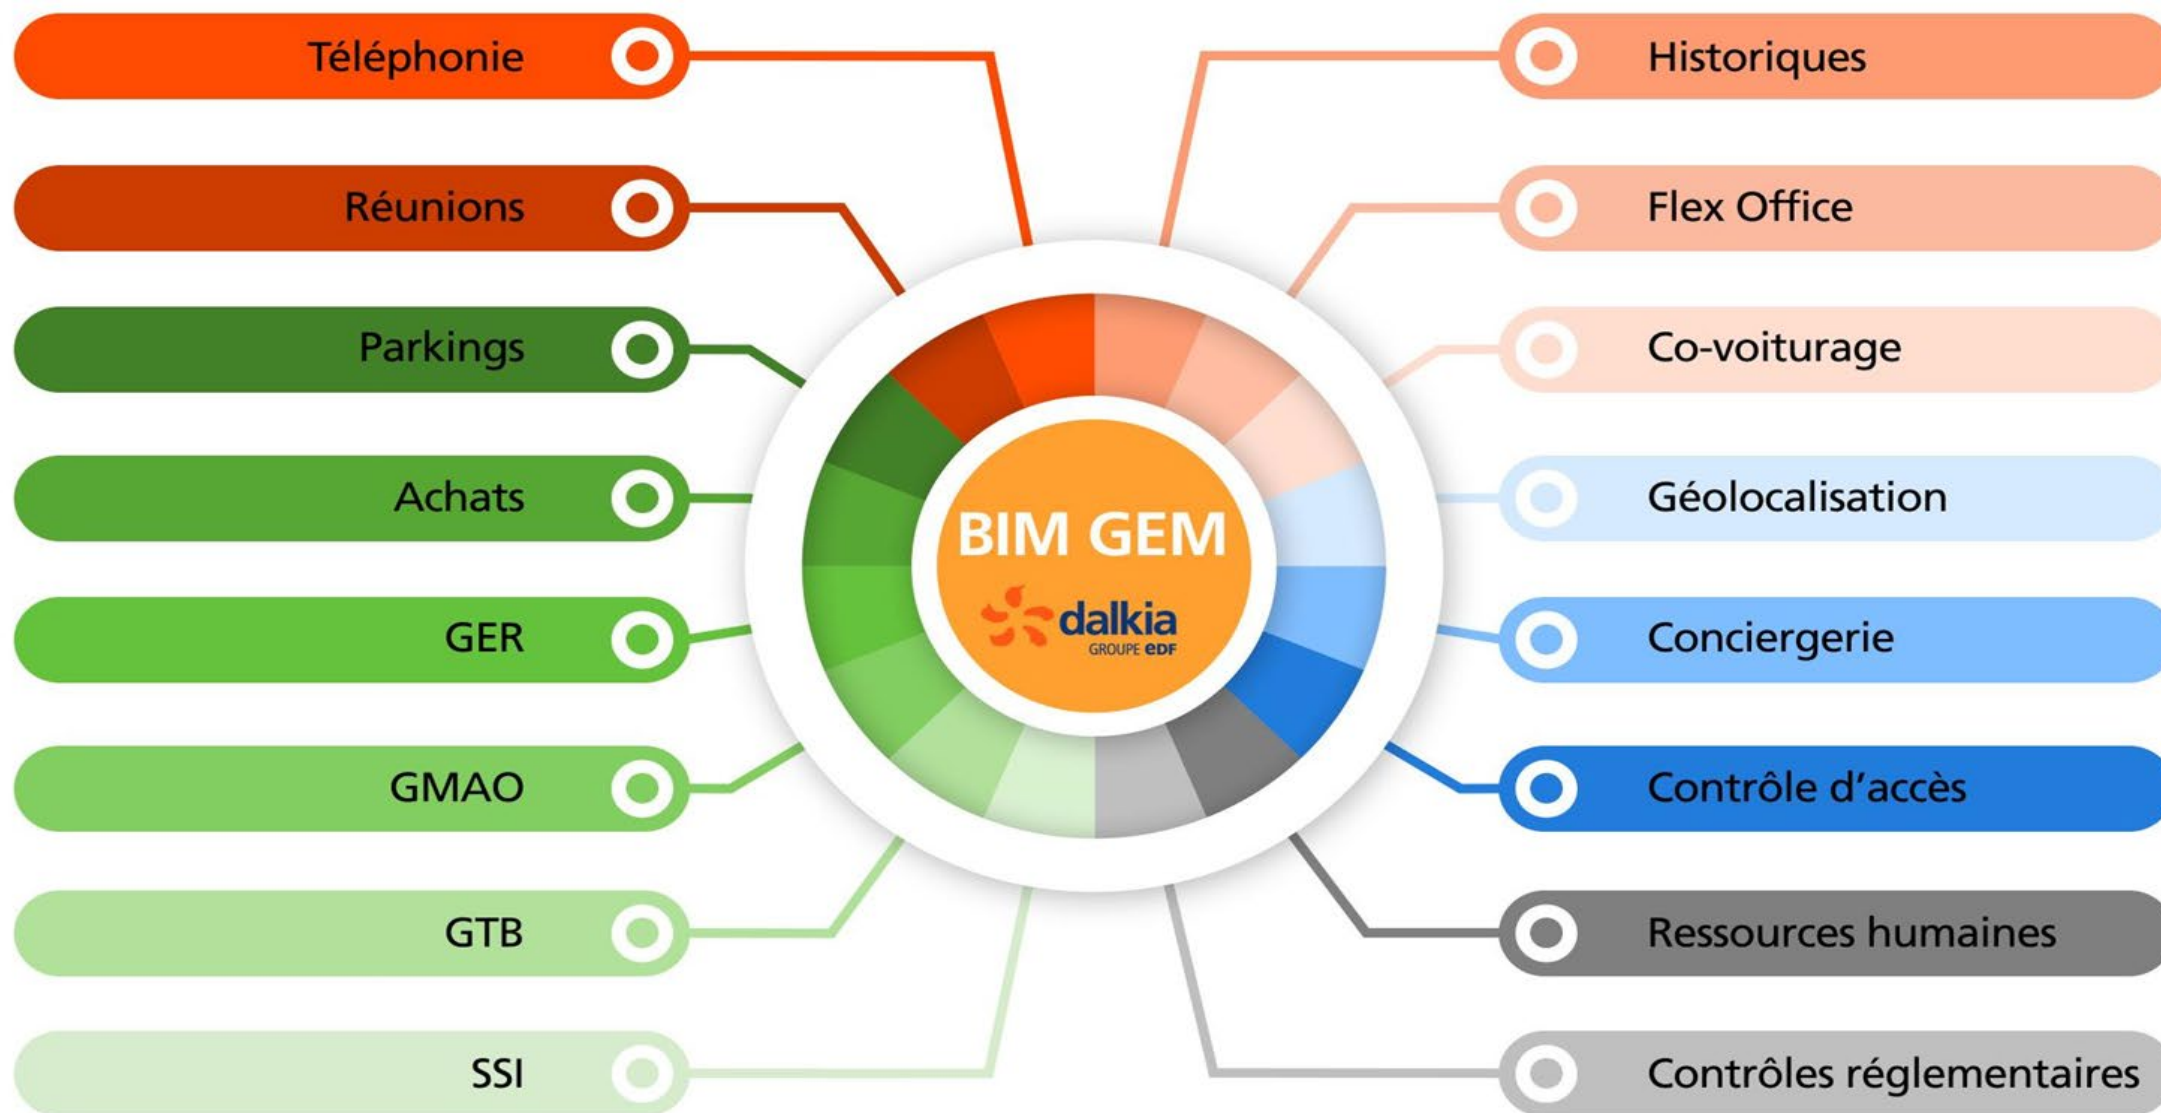 Téléphonie
Réunions
Parkings
Achats
GER
GMAO
GTB
SSI
BIM GEM
dalkia
GROUPE eDF
Historiques
Flex Office
Co-voiturage
Géolocalisation
Conciergerie
Contrôle d’accès
Ressources humaines
Contrôles réglementaires